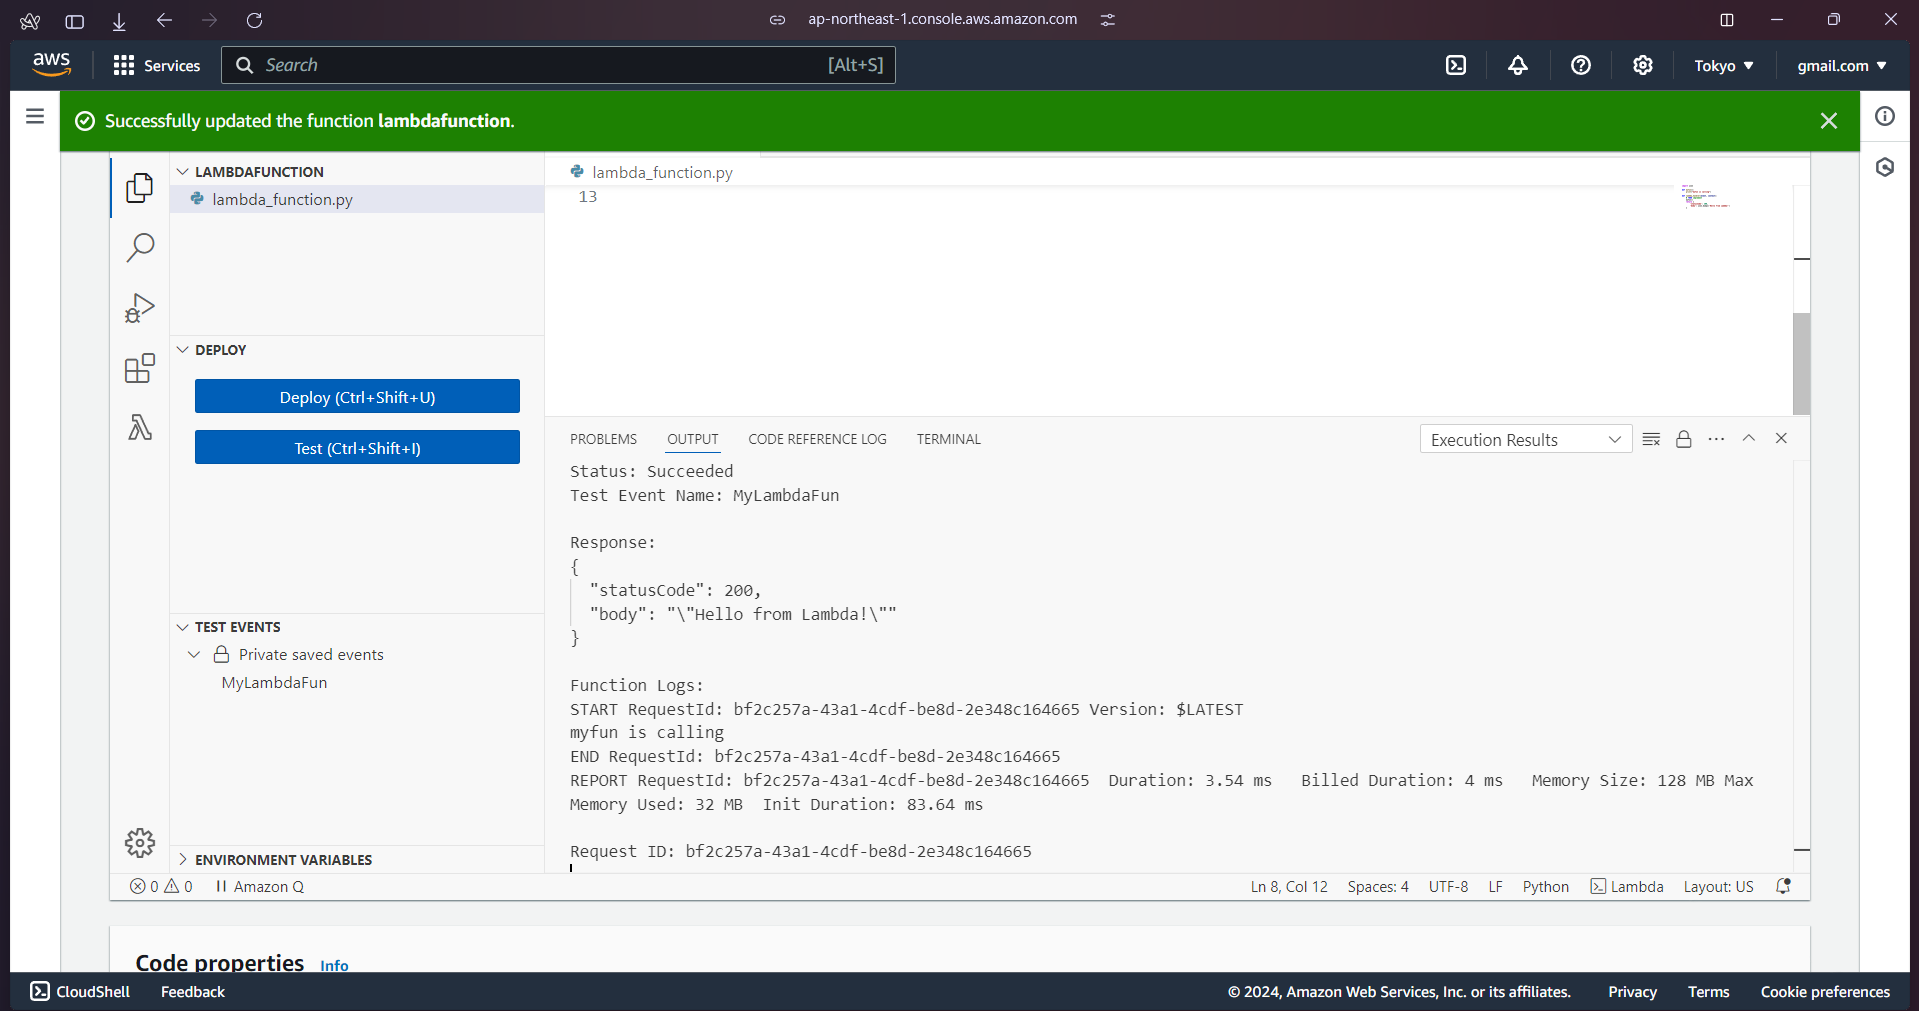 ap-northeast-1.console.aws.amazon.com
aws
Services
Search
[Alt+S]
Tokyo
gmail.com
Successfully updated the function lambdafunction.
LAMBDAFUNCTION
lambda_function.py
lambda_function.py
13
DEPLOY
Deploy (Ctrl+Shift+U)
Test (Ctrl+Shift+I)
TEST EVENTS
Private saved events
MyLambdaFun
ENVIRONMENT VARIABLES
PROBLEMS
OUTPUT
CODE REFERENCE LOG
TERMINAL
Execution Results
Status: Succeeded
Test Event Name: MyLambdaFun
Response:
{
"statusCode": 200,
"body": "\"Hello from Lambda!\""
}
Function Logs:
START RequestId: bf2c257a-43a1-4cdf-be8d-2e348c164665 Version: $LATEST
myfun is calling
END RequestId: bf2c257a-43a1-4cdf-be8d-2e348c164665
REPORT RequestId: bf2c257a-43a1-4cdf-be8d-2e348c164665 Duration: 3.54 ms Billed Duration: 4 ms Memory Size: 128 MB Max
Memory Used: 32 MB Init Duration: 83.64 ms
Request ID: bf2c257a-43a1-4cdf-be8d-2e348c164665
0 0
Amazon Q
Ln 8, Col 12
Spaces: 4
UTF-8
LF
Python
Lambda
Layout: US
Code properties Info
CloudShell
Feedback
© 2024, Amazon Web Services, Inc. or its affiliates.
Privacy
Terms
Cookie preferences